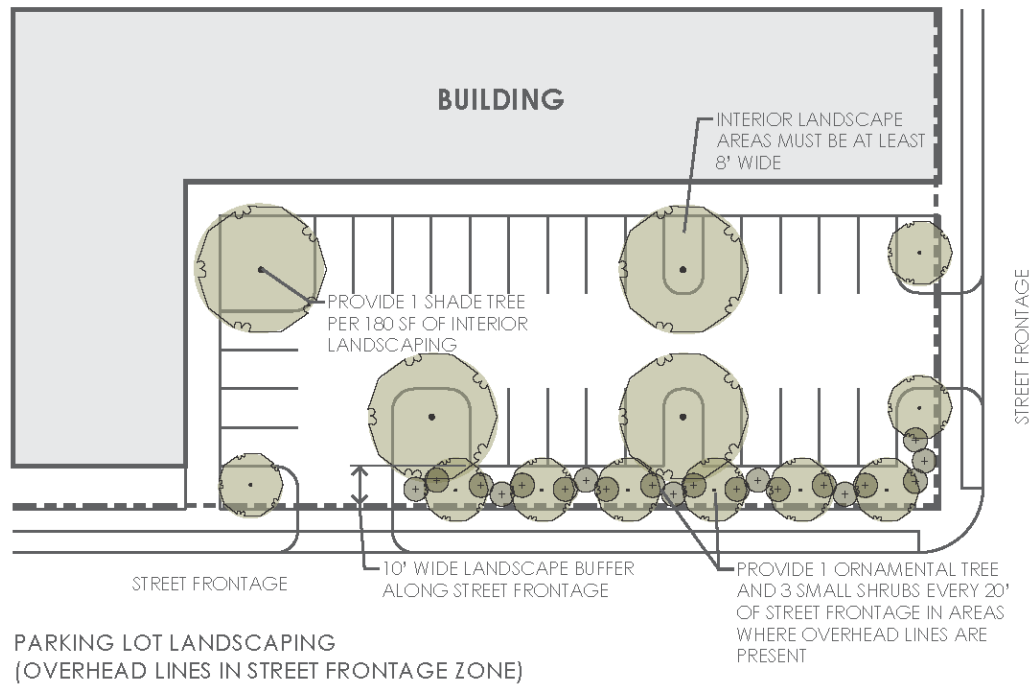 BUILDING
INTERIOR LANDSCAPE
AREAS MUST BE AT LEAST
8' WIDE
PROVIDE 1 SHADE TREE
PER 180 SF OF INTERIOR
LANDSCAPING
STREET FRONTAGE
STREET FRONTAGE
10' WIDE LANDSCAPE BUFFER
ALONG STREET FRONTAGE
PROVIDE 1 ORNAMENTAL TREE
AND 3 SMALL SHRUBS EVERY 20'
OF STREET FRONTAGE IN AREAS
WHERE OVERHEAD LINES ARE
PRESENT
PARKING LOT LANDSCAPING
(OVERHEAD LINES IN STREET FRONTAGE ZONE)